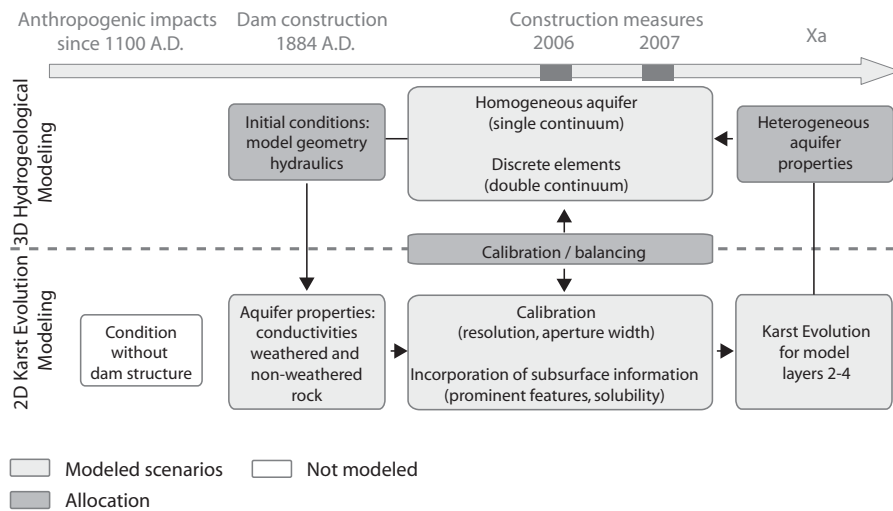 Anthropogenic impacts
since 1100 A.D.
Dam construction
1884 A.D.
Construction measures
2006
2007
Xa
3D Hydrogeological
Modeling
Initial conditions:
model geometry
hydraulics
Homogeneous aquifer
(single continuum)
Discrete elements
(double continuum)
Heterogeneous
aquifer
properties
Calibration / balancing
2D Karst Evolution
Modeling
Condition
without
dam structure
Aquifer properties:
conductivities
weathered and
non-weathered
rock
Calibration
(resolution, aperture width)
Incorporation of subsurface information
(prominent features, solubility)
Karst Evolution
for model
layers 2-4
Modeled scenarios
Not modeled
Allocation